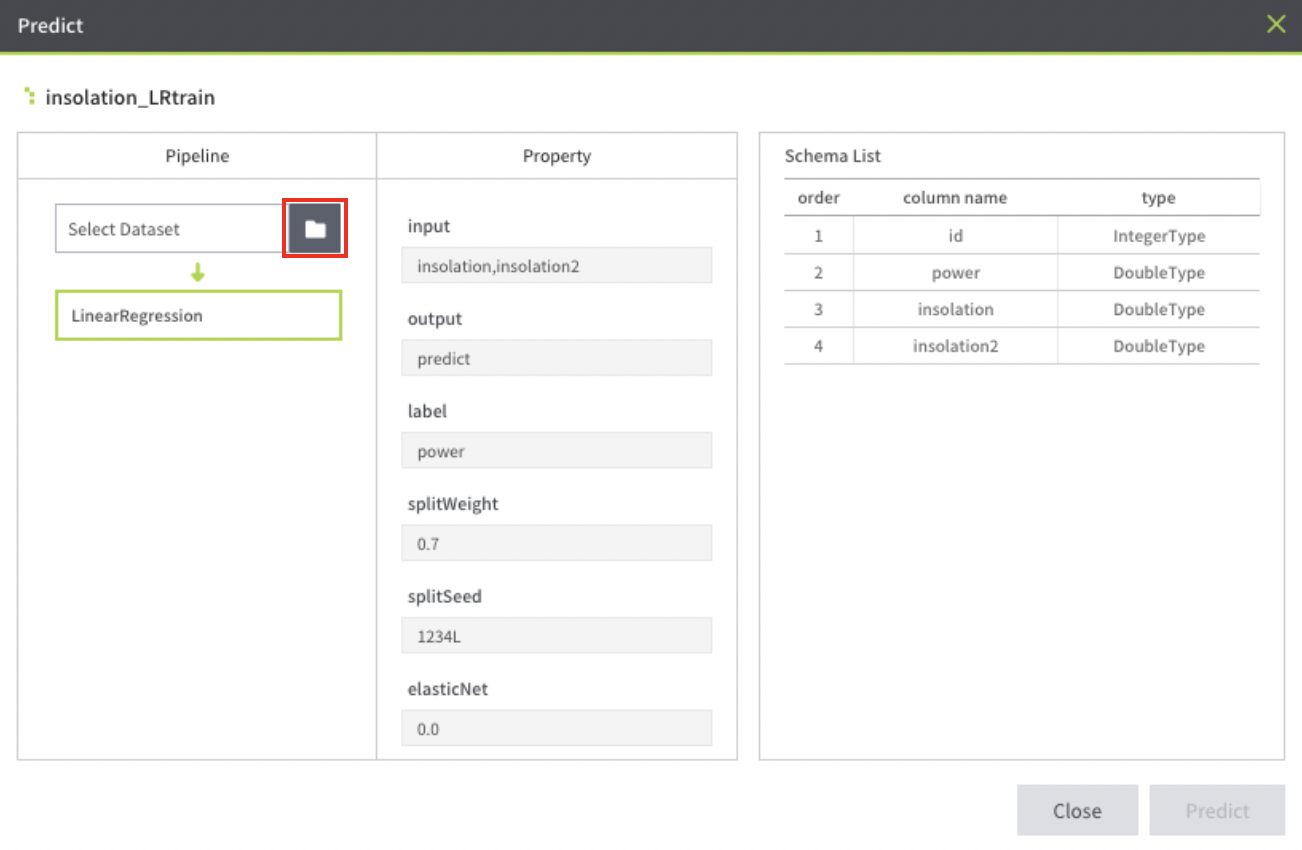 Predict
insolation_LRtrain
Pipeline
Select Dataset
LinearRegression
Property
input
insolation,insolation2
output
predict
label
power
splitWeight
0.7
splitSeed
1234L
elasticNet
0.0
Schema List
order column name type
1 id IntegerType
2 power DoubleType
3 insolation DoubleType
4 insolation2 DoubleType
Close
Predict